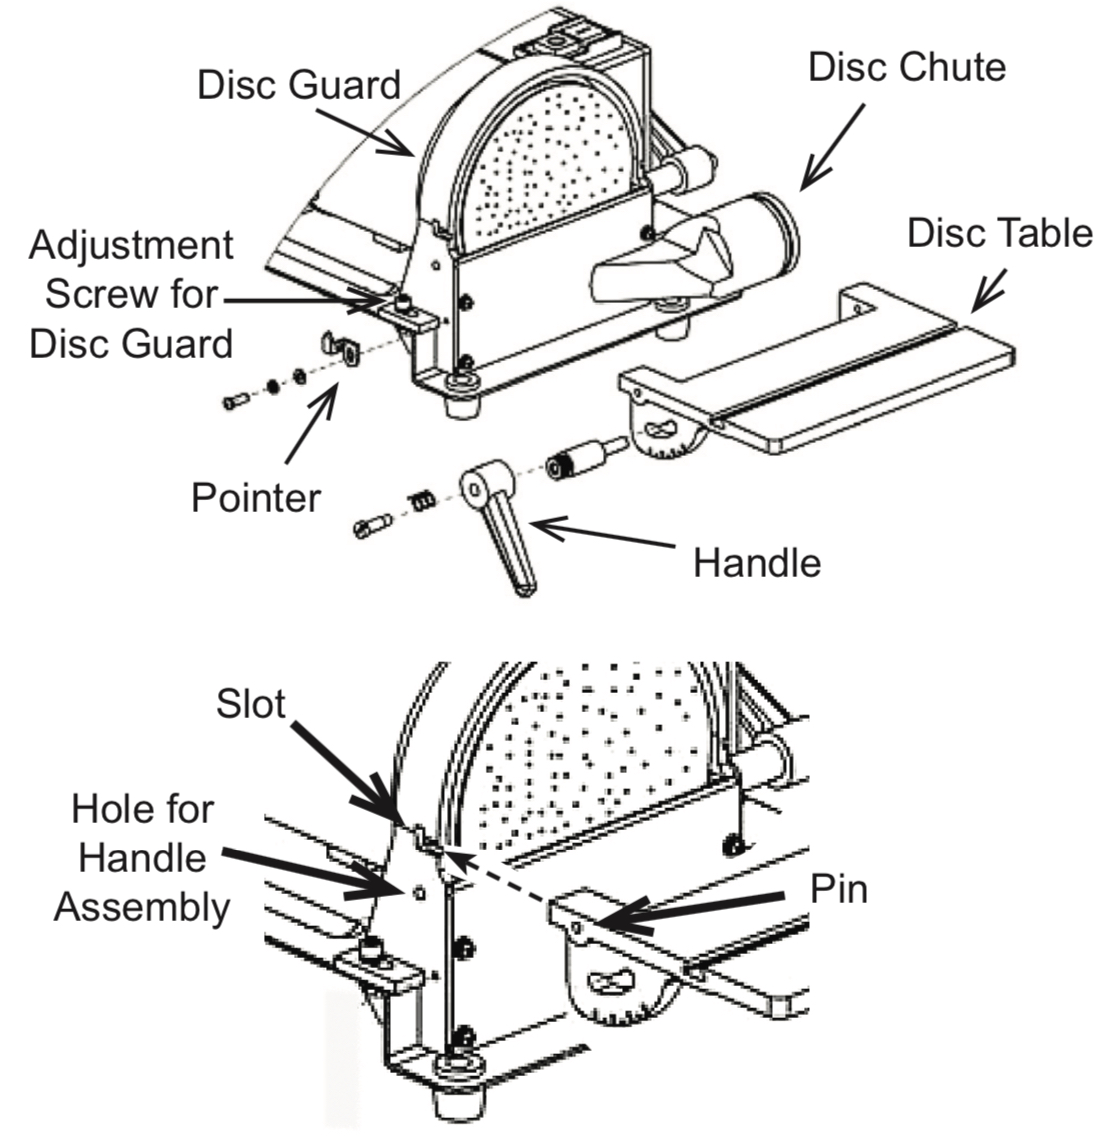 Disc Guard
Disc Chute
Disc Table
Adjustment
Screw for
Disc Guard
Pointer
Handle
Slot
Hole for
Handle
Assembly
Pin